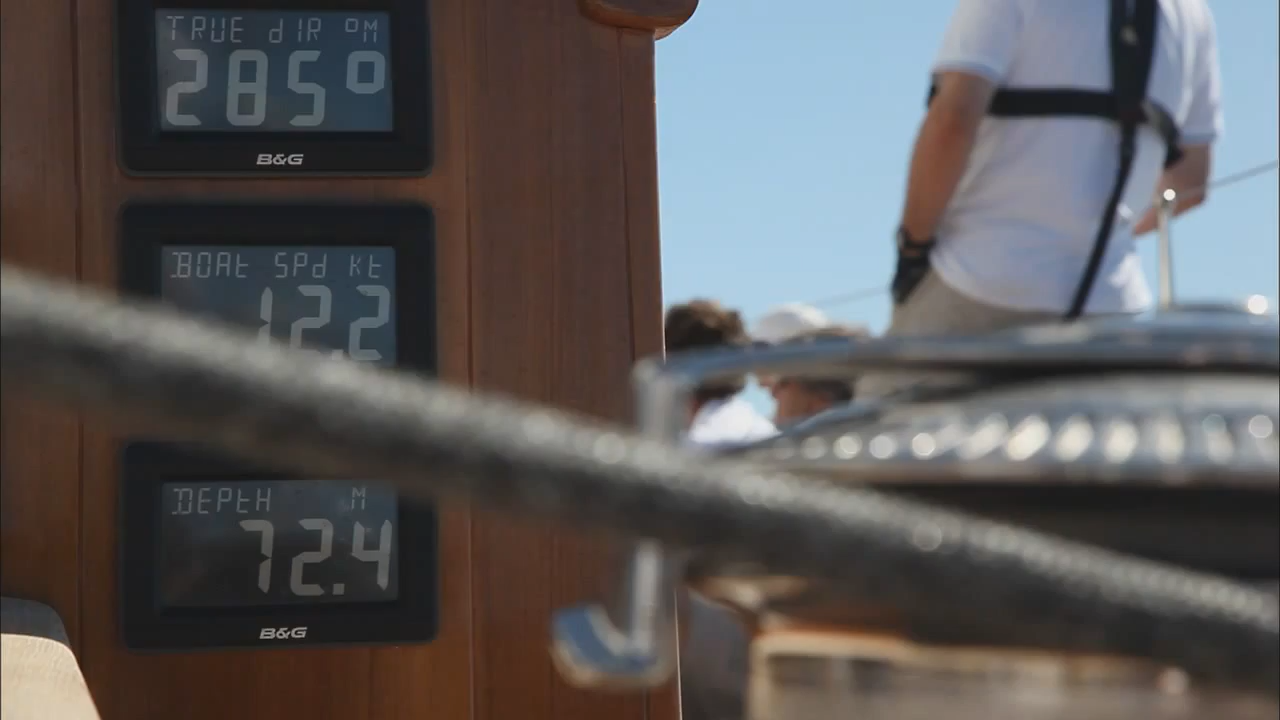 TRUE dIR °M
285°
B&G
BOAt SPd Kt
12.2
DEPtH M
72.4
B&G